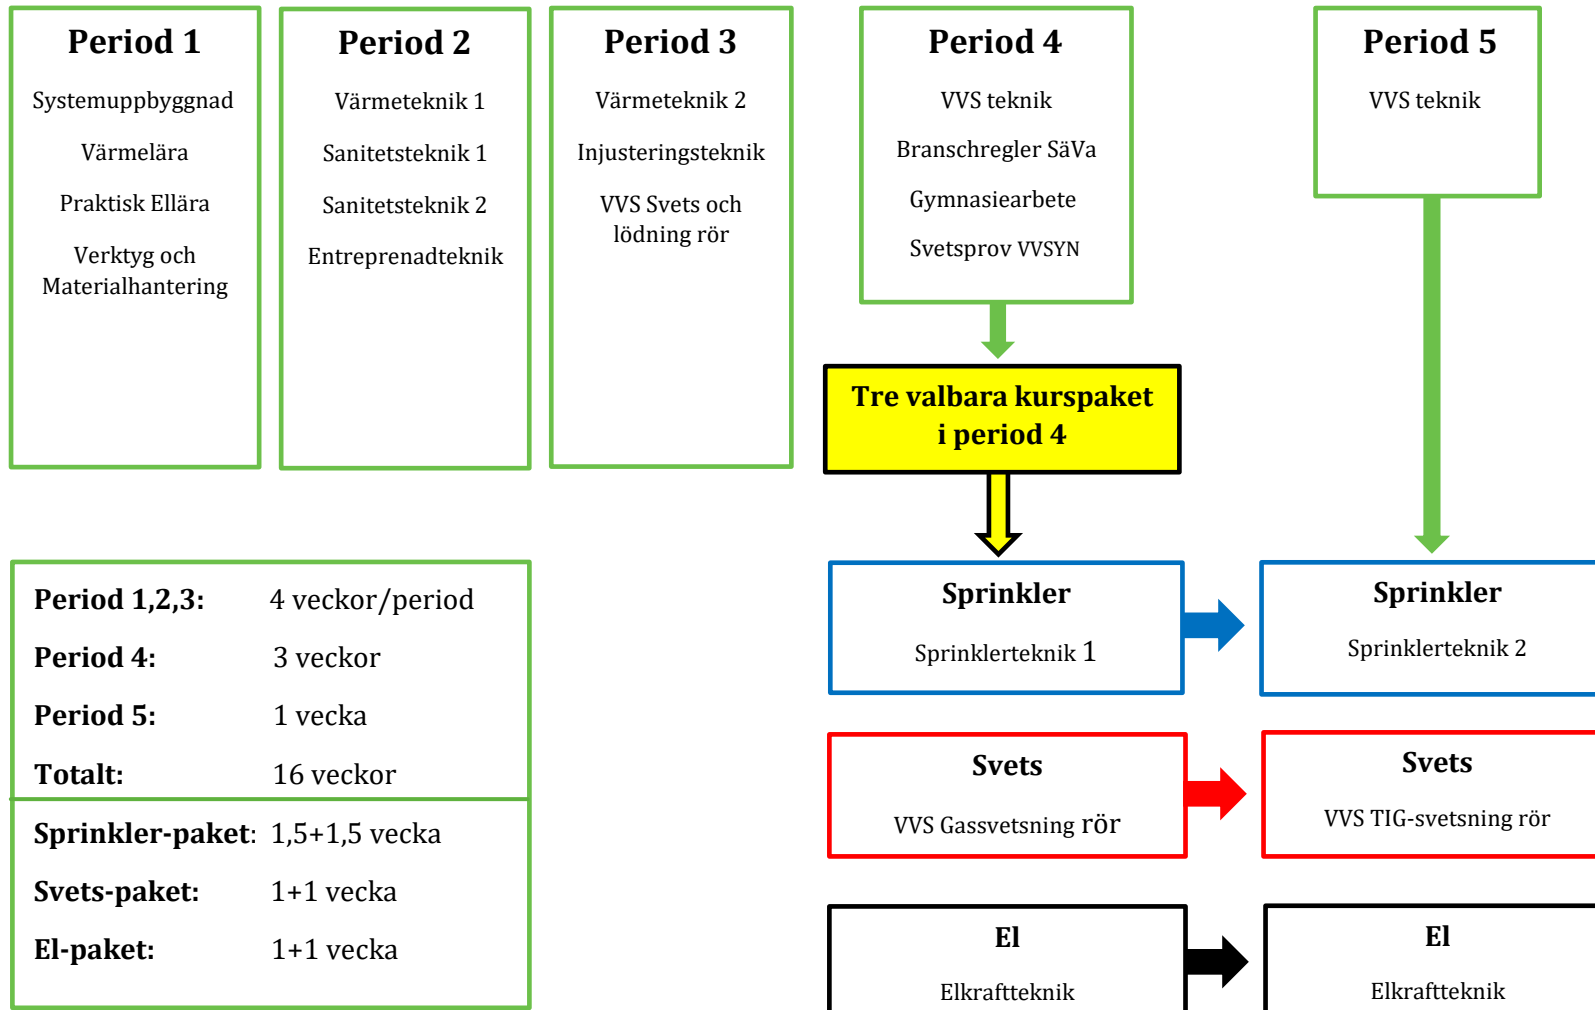 Period 1
Systemuppbyggnad
Värmelära
Praktisk Ellära
Verktyg och
Materialhantering
Period 2
Värmeteknik 1
Sanitetsteknik 1
Sanitetsteknik 2
Entreprenadteknik
Period 3
Värmeteknik 2
Injusteringsteknik
VVS Svets och
lödning rör
Period 4
VVS teknik
Branschregler SäVa
Gymnasiearbete
Svetsprov VVSYN
Period 5
VVS teknik
Tre valbara kurspaket
i period 4
Sprinkler
Sprinklerteknik 1
Sprinkler
Sprinklerteknik 2
Svets
VVS Gassvetsning rör
Svets
VVS TIG-svetsning rör
El
Elkraftteknik
El
Elkraftteknik
Period 1,2,3: 4 veckor/period
Period 4: 3 veckor
Period 5: 1 vecka
Totalt: 16 veckor
Sprinkler-paket: 1,5+1,5 vecka
Svets-paket: 1+1 vecka
El-paket: 1+1 vecka